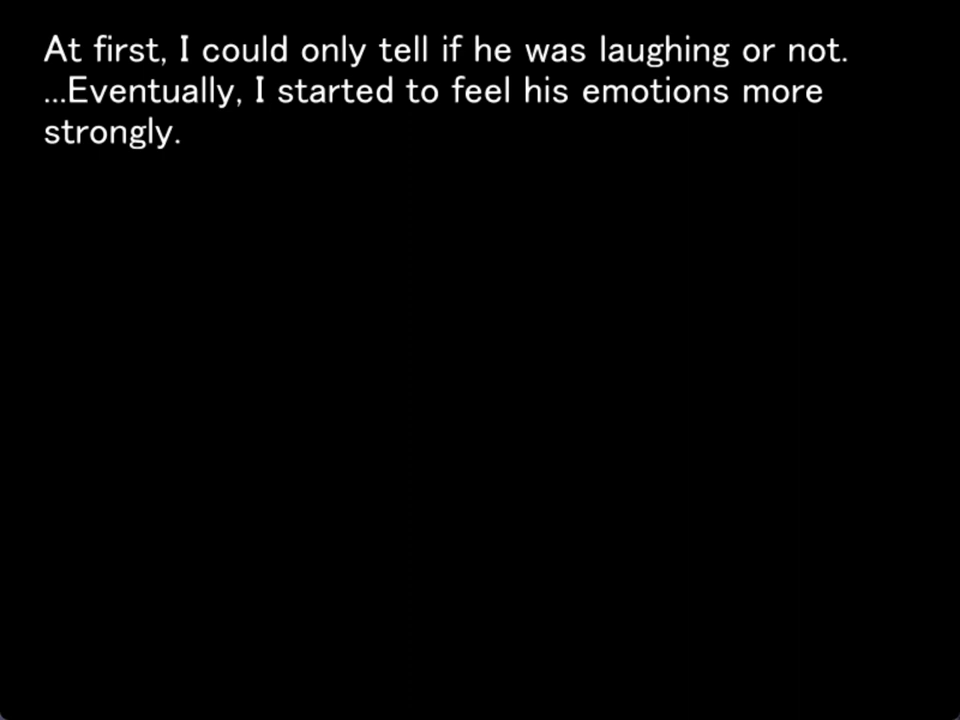 At first, I could only tell if he was laughing or not.
...Eventually, I started to feel his emotions more
strongly.